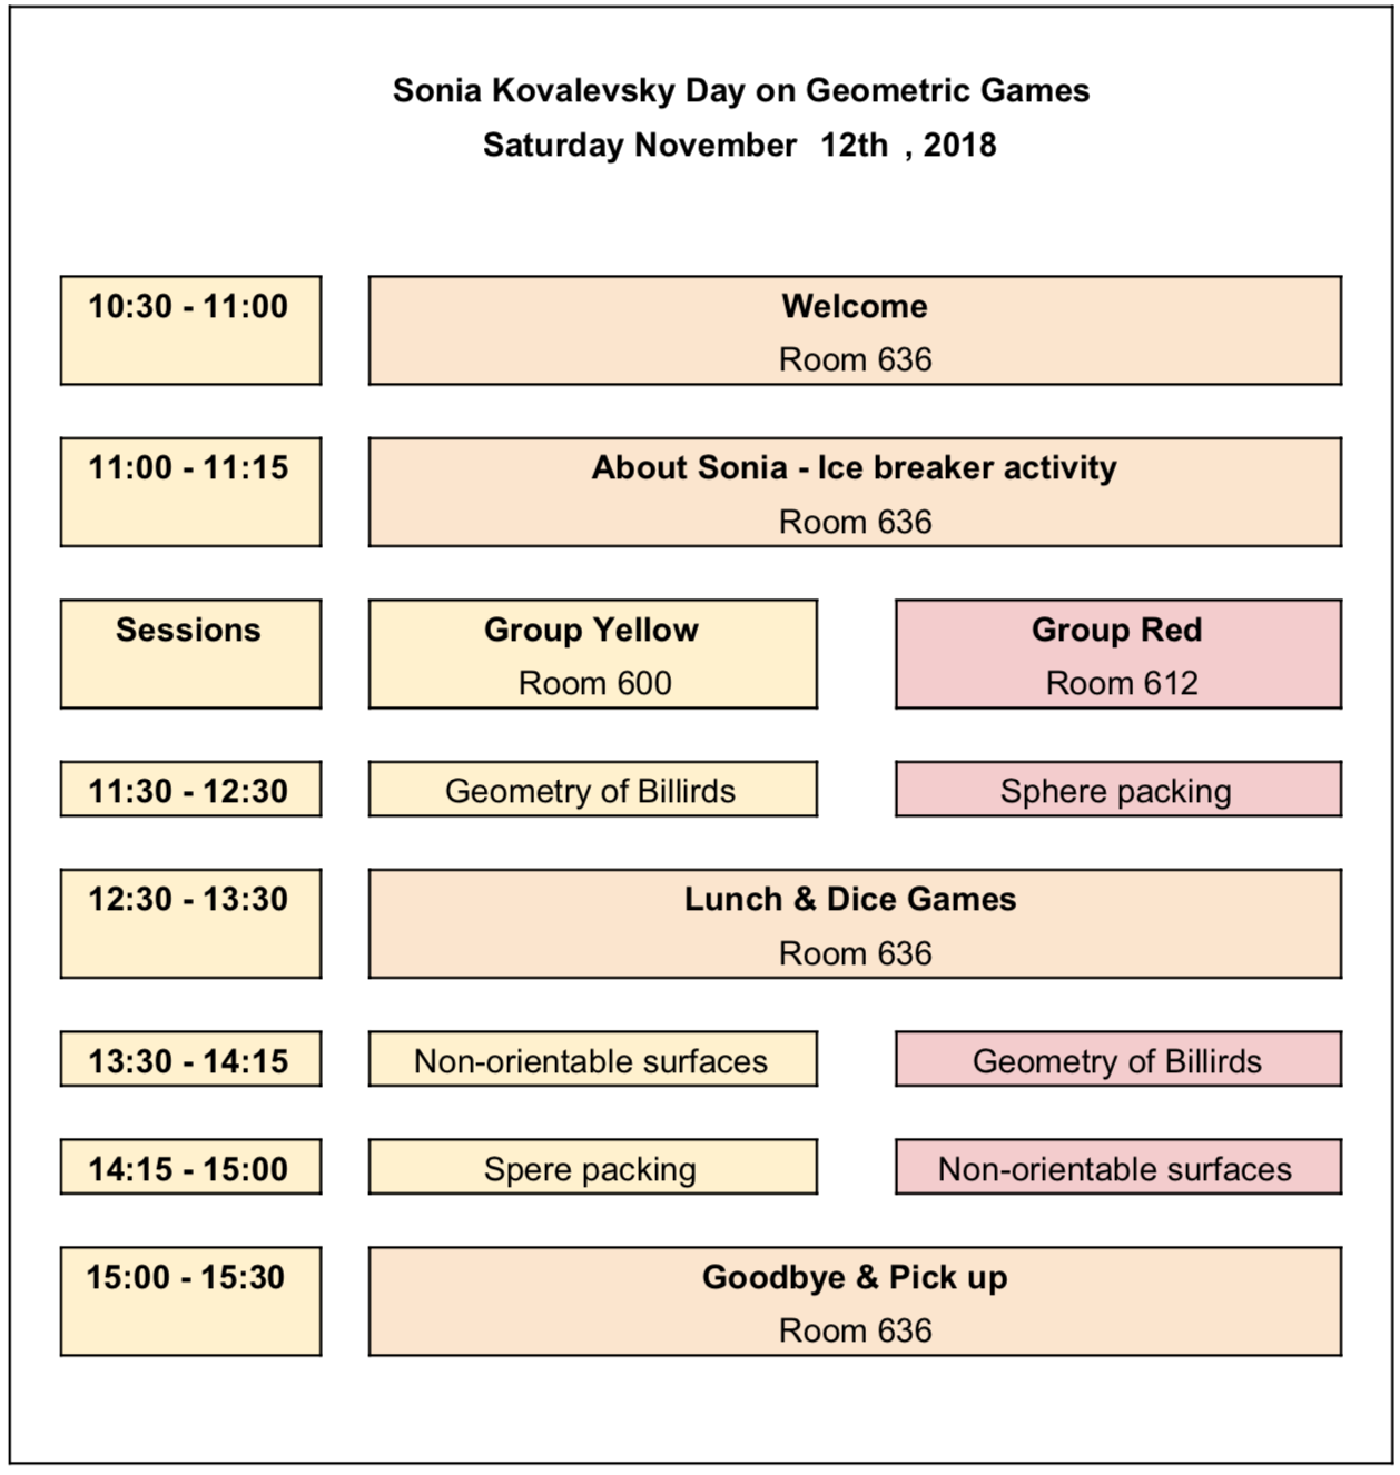 Sonia Kovalevsky Day on Geometric Games
Saturday November 12th , 2018
10:30 - 11:00
Welcome
Room 636
11:00 - 11:15
About Sonia - Ice breaker activity
Room 636
Sessions
Group Yellow
Room 600
Group Red
Room 612
11:30 - 12:30
Geometry of Billirds
Sphere packing
12:30 - 13:30
Lunch & Dice Games
Room 636
13:30 - 14:15
Non-orientable surfaces
Geometry of Billirds
14:15 - 15:00
Spere packing
Non-orientable surfaces
15:00 - 15:30
Goodbye & Pick up
Room 636